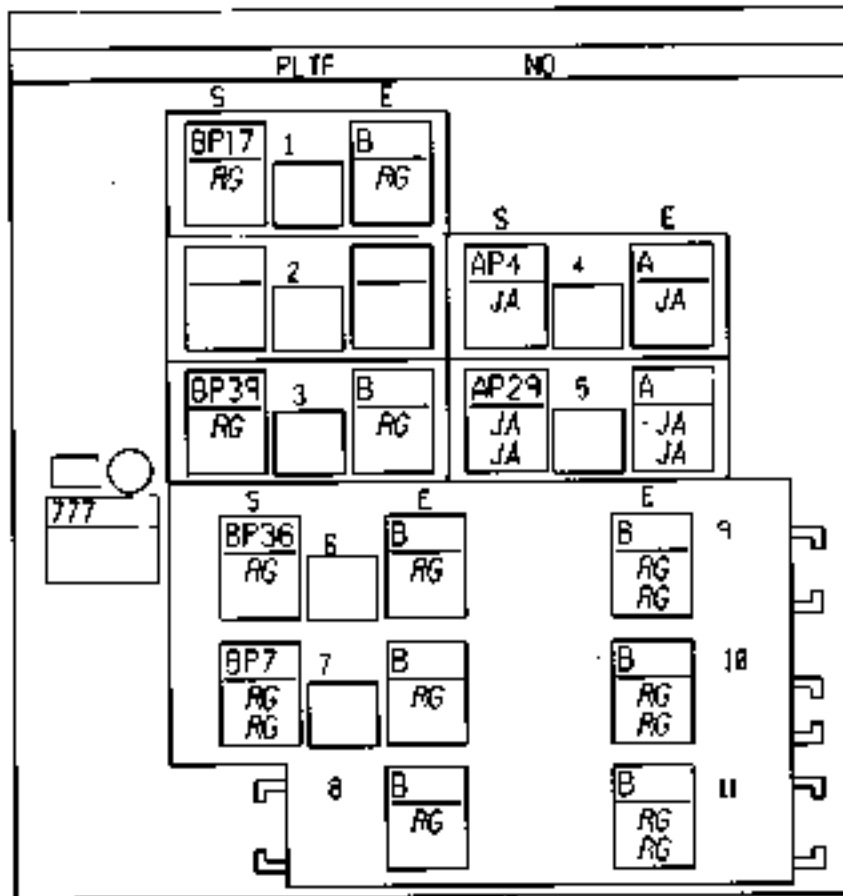 PLTF NO
S E
BP17 1 B
RG RG
S E
2
AP4 4 A
JA JA
BP39 3 B
RG RG
AP29 5 A
JA JA
JA JA
777
S E E
BP36 6 B B 9
RG RG RG
RG
BP7 7 B B 10
RG RG RG
RG RG
8 B B 11
RG RG
RG